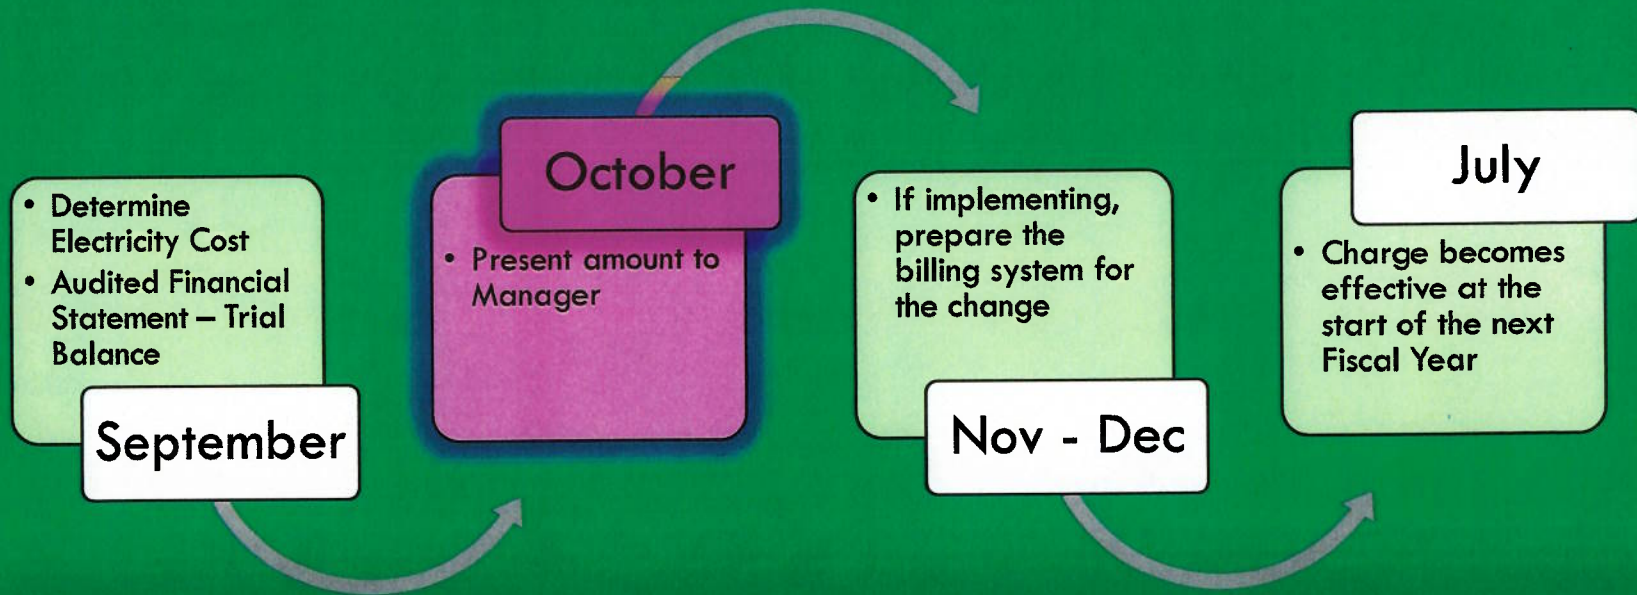 • Determine
Electricity Cost
• Audited Financial
Statement – Trial
Balance
September
October
• Present amount to
Manager
• If implementing,
prepare the
billing system for
the change
Nov - Dec
July
• Charge becomes
effective at the
start of the next
Fiscal Year